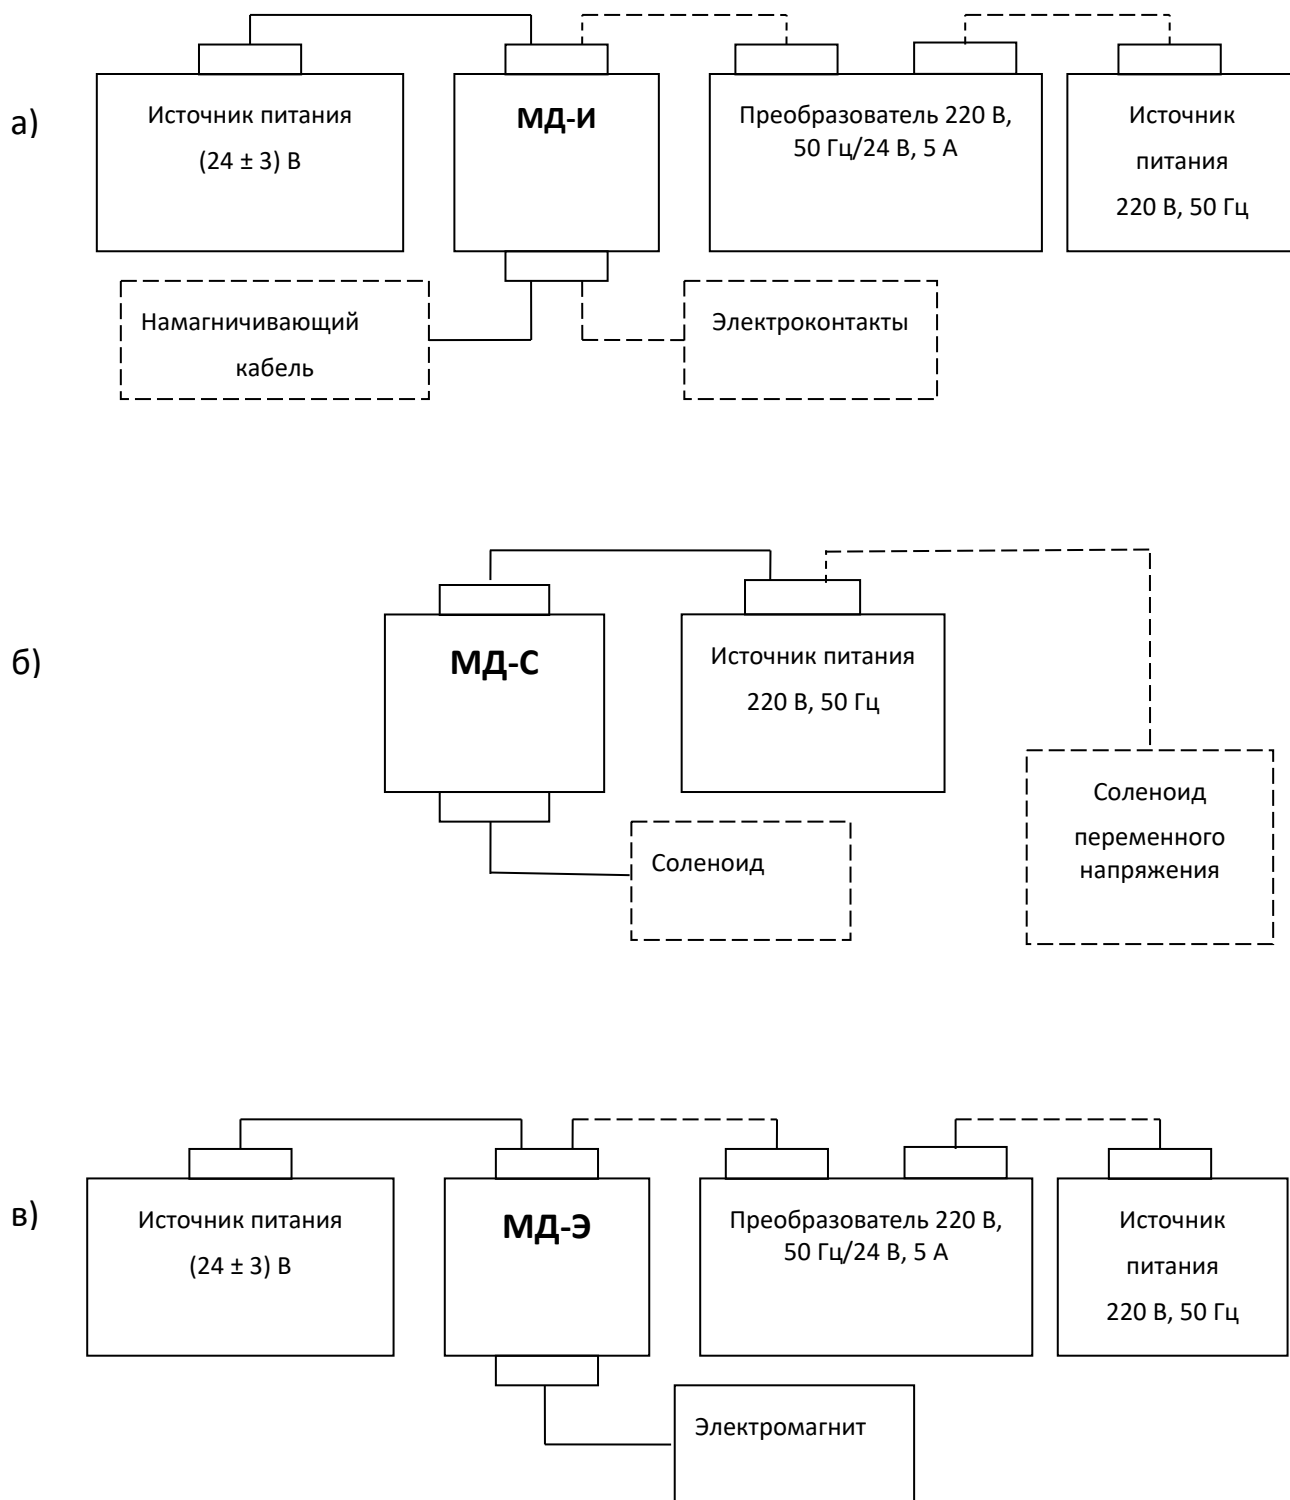 а)
Источник питания
(24 ± 3) В
МД-И
Преобразователь 220 В,
50 Гц/24 В, 5 А
Источник
питания
220 В, 50 Гц
Намагничивающий
кабель
Электроконтакты
б)
МД-С
Источник питания
220 В, 50 Гц
Соленоид
Соленоид
переменного
напряжения
в)
Источник питания
(24 ± 3) В
МД-Э
Преобразователь 220 В,
50 Гц/24 В, 5 А
Источник
питания
220 В, 50 Гц
Электромагнит